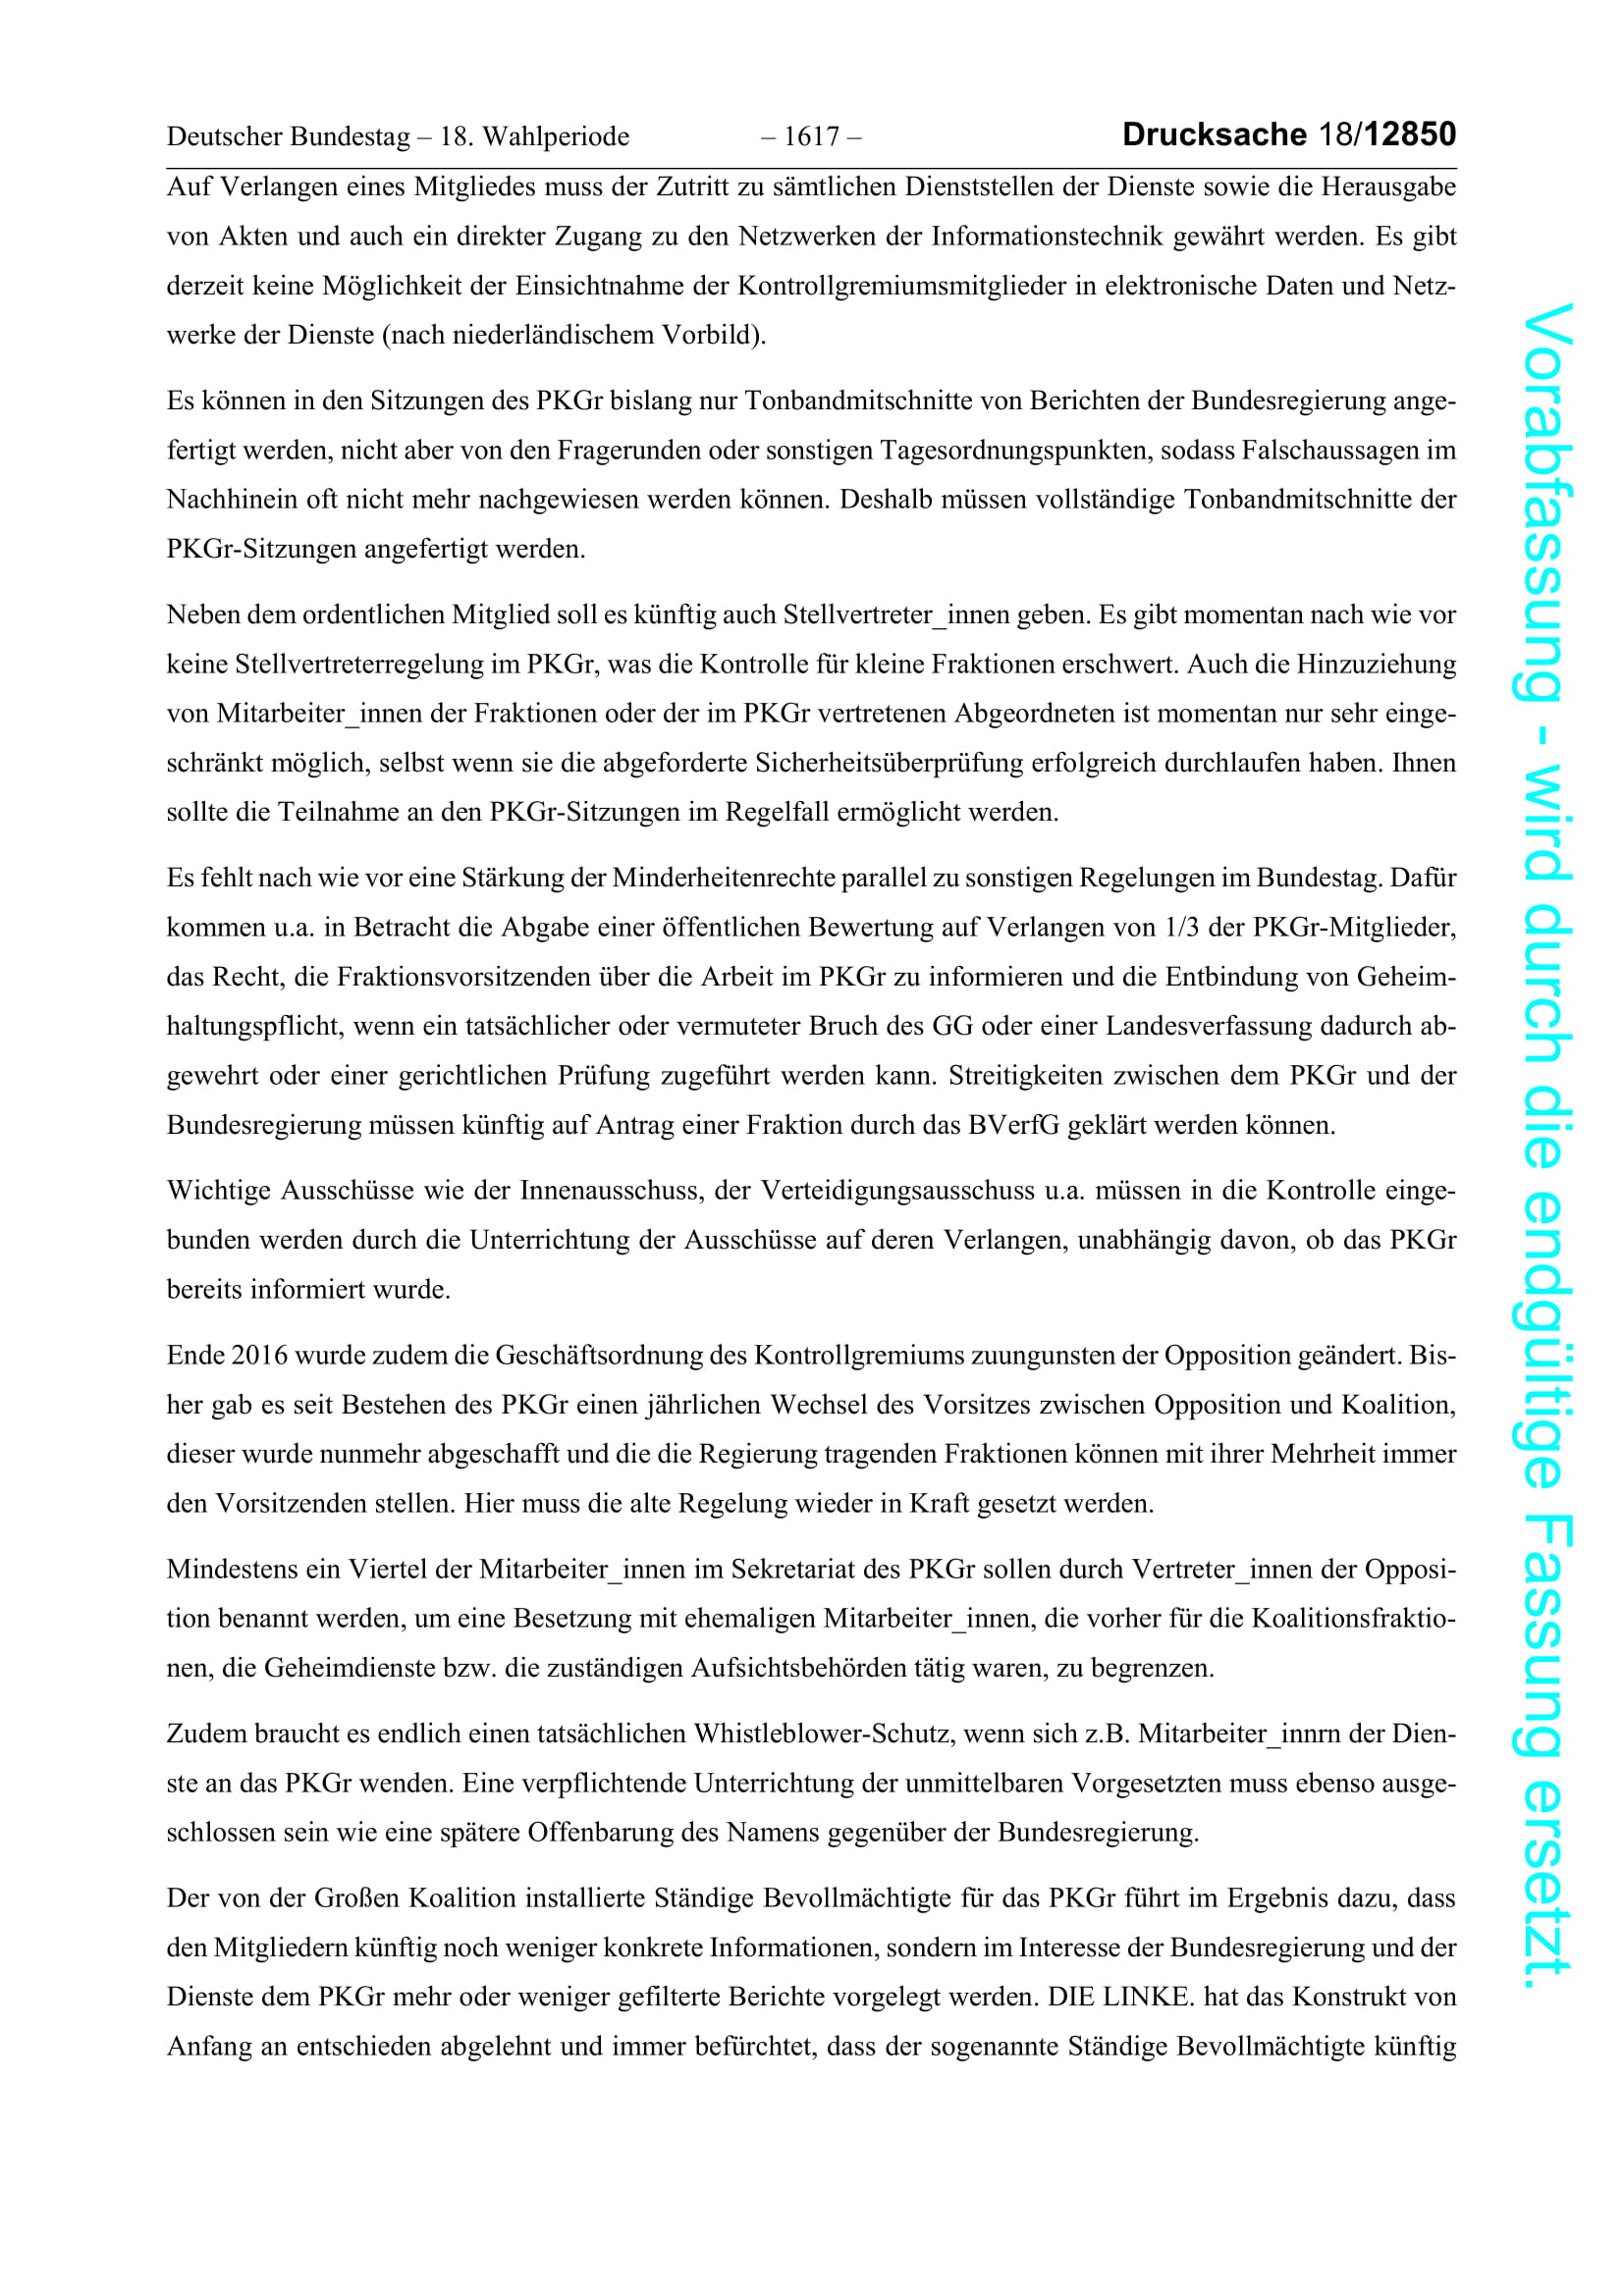 Deutscher Bundestag – 18. Wahlperiode – 1617 – Drucksache 18/12850
Auf Verlangen eines Mitgliedes muss der Zutritt zu sämtlichen Dienststellen der Dienste sowie die Herausgabe
von Akten und auch ein direkter Zugang zu den Netzwerken der Informationstechnik gewährt werden. Es gibt
derzeit keine Möglichkeit der Einsichtnahme der Kontrollgremiumsmitglieder in elektronische Daten und Netz-
werke der Dienste (nach niederländischem Vorbild).
Es können in den Sitzungen des PKGr bislang nur Tonbandmitschnitte von Berichten der Bundesregierung ange-
fertigt werden, nicht aber von den Fragerunden oder sonstigen Tagesordnungspunkten, sodass Falschaussagen im
Nachhinein oft nicht mehr nachgewiesen werden können. Deshalb müssen vollständige Tonbandmitschnitte der
PKGr-Sitzungen angefertigt werden.
Neben dem ordentlichen Mitglied soll es künftig auch Stellvertreter_innen geben. Es gibt momentan nach wie vor
keine Stellvertreterregelung im PKGr, was die Kontrolle für kleine Fraktionen erschwert. Auch die Hinzuziehung
von Mitarbeiter_innen der Fraktionen oder der im PKGr vertretenen Abgeordneten ist momentan nur sehr einge-
schränkt möglich, selbst wenn sie die abgeforderte Sicherheitsüberprüfung erfolgreich durchlaufen haben. Ihnen
sollte die Teilnahme an den PKGr-Sitzungen im Regelfall ermöglicht werden.
Es fehlt nach wie vor eine Stärkung der Minderheitenrechte parallel zu sonstigen Regelungen im Bundestag. Dafür
kommen u.a. in Betracht die Abgabe einer öffentlichen Bewertung auf Verlangen von 1/3 der PKGr-Mitglieder,
das Recht, die Fraktionsvorsitzenden über die Arbeit im PKGr zu informieren und die Entbindung von Geheim-
haltungspflicht, wenn ein tatsächlicher oder vermuteter Bruch des GG oder einer Landesverfassung dadurch ab-
gewehrt oder einer gerichtlichen Prüfung zugeführt werden kann. Streitigkeiten zwischen dem PKGr und der
Bundesregierung müssen künftig auf Antrag einer Fraktion durch das BVerfG geklärt werden können.
Wichtige Ausschüsse wie der Innenausschuss, der Verteidigungsausschuss u.a. müssen in die Kontrolle einge-
bunden werden durch die Unterrichtung der Ausschüsse auf deren Verlangen, unabhängig davon, ob das PKGr
bereits informiert wurde.
Ende 2016 wurde zudem die Geschäftsordnung des Kontrollgremiums zuungunsten der Opposition geändert. Bis-
her gab es seit Bestehen des PKGr einen jährlichen Wechsel des Vorsitzes zwischen Opposition und Koalition,
dieser wurde nunmehr abgeschafft und die die Regierung tragenden Fraktionen können mit ihrer Mehrheit immer
den Vorsitzenden stellen. Hier muss die alte Regelung wieder in Kraft gesetzt werden.
Mindestens ein Viertel der Mitarbeiter_innen im Sekretariat des PKGr sollen durch Vertreter_innen der Opposi-
tion benannt werden, um eine Besetzung mit ehemaligen Mitarbeiter_innen, die vorher für die Koalitionsfraktio-
nen, die Geheimdienste bzw. die zuständigen Aufsichtsbehörden tätig waren, zu begrenzen.
Zudem braucht es endlich einen tatsächlichen Whistleblower-Schutz, wenn sich z.B. Mitarbeiter_innrn der Dien-
ste an das PKGr wenden. Eine verpflichtende Unterrichtung der unmittelbaren Vorgesetzten muss ebenso ausge-
schlossen sein wie eine spätere Offenbarung des Namens gegenüber der Bundesregierung.
Der von der Großen Koalition installierte Ständige Bevollmächtigte für das PKGr führt im Ergebnis dazu, dass
den Mitgliedern künftig noch weniger konkrete Informationen, sondern im Interesse der Bundesregierung und der
Dienste dem PKGr mehr oder weniger gefilterte Berichte vorgelegt werden. DIE LINKE. hat das Konstrukt von
Anfang an entschieden abgelehnt und immer befürchtet, dass der sogenannte Ständige Bevollmächtigte künftig
Vorabfassung - wird durch die endgültige Fassung ersetzt.